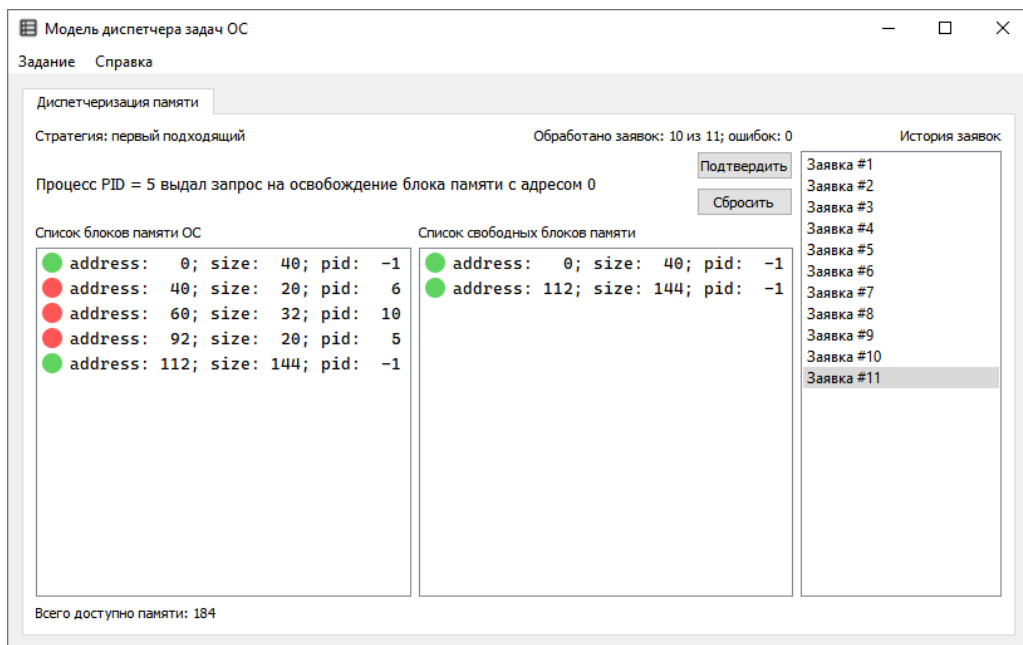 Модель диспетчера задач ОС
Задание Справка
Диспетчеризация памяти
Стратегия: первый подходящий
Обработано заявок: 10 из 11; ошибок: 0
История заявок
Процесс PID = 5 выдал запрос на освобождение блока памяти с адресом 0
Подтвердить
Сбросить
Список блоков памяти ОС
address: 0; size: 40; pid: -1
address: 40; size: 20; pid: 6
address: 60; size: 32; pid: 10
address: 92; size: 20; pid: 5
address: 112; size: 144; pid: -1
Список свободных блоков памяти
address: 0; size: 40; pid: -1
address: 112; size: 144; pid: -1
Заявка #1
Заявка #2
Заявка #3
Заявка #4
Заявка #5
Заявка #6
Заявка #7
Заявка #8
Заявка #9
Заявка #10
Заявка #11
Всего доступно памяти: 184